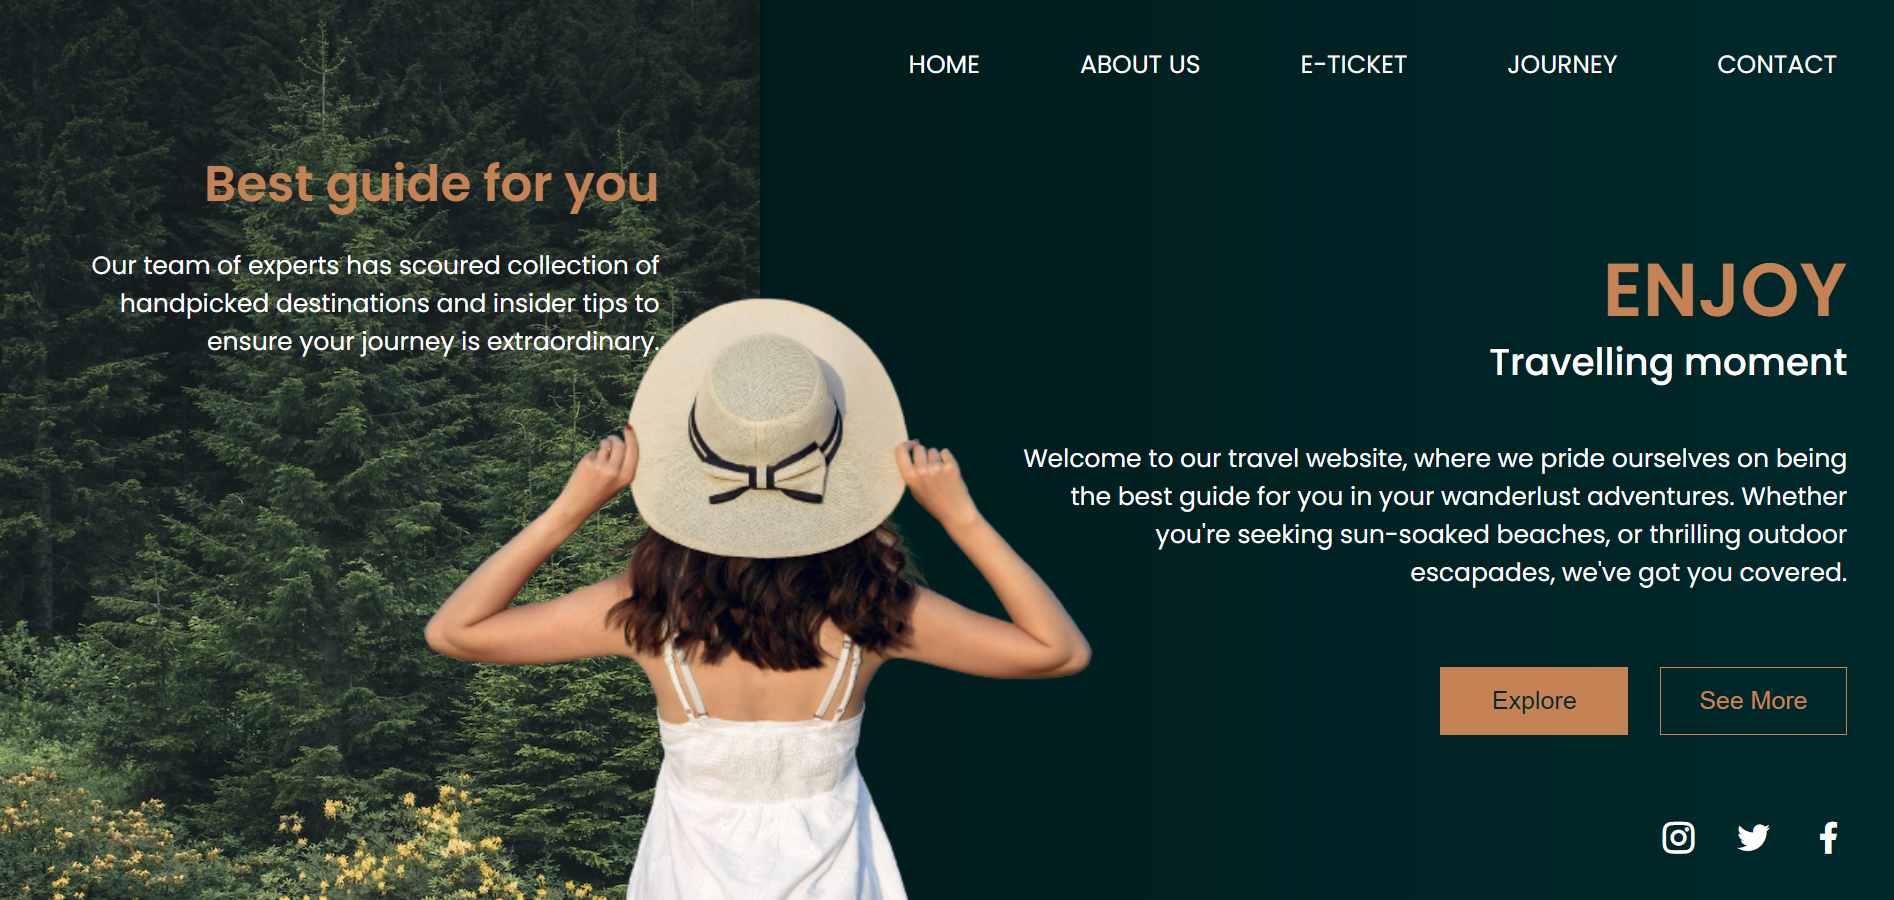 HOME ABOUT US E-TICKET JOURNEY CONTACT
Best guide for you
Our team of experts has scoured collection of
handpicked destinations and insider tips to
ensure your journey is extraordinary.
ENJOY
Travelling moment
Welcome to our travel website, where we pride ourselves on being
the best guide for you in your wanderlust adventures. Whether
you're seeking sun-soaked beaches, or thrilling outdoor
escapades, we've got you covered.
Explore See More